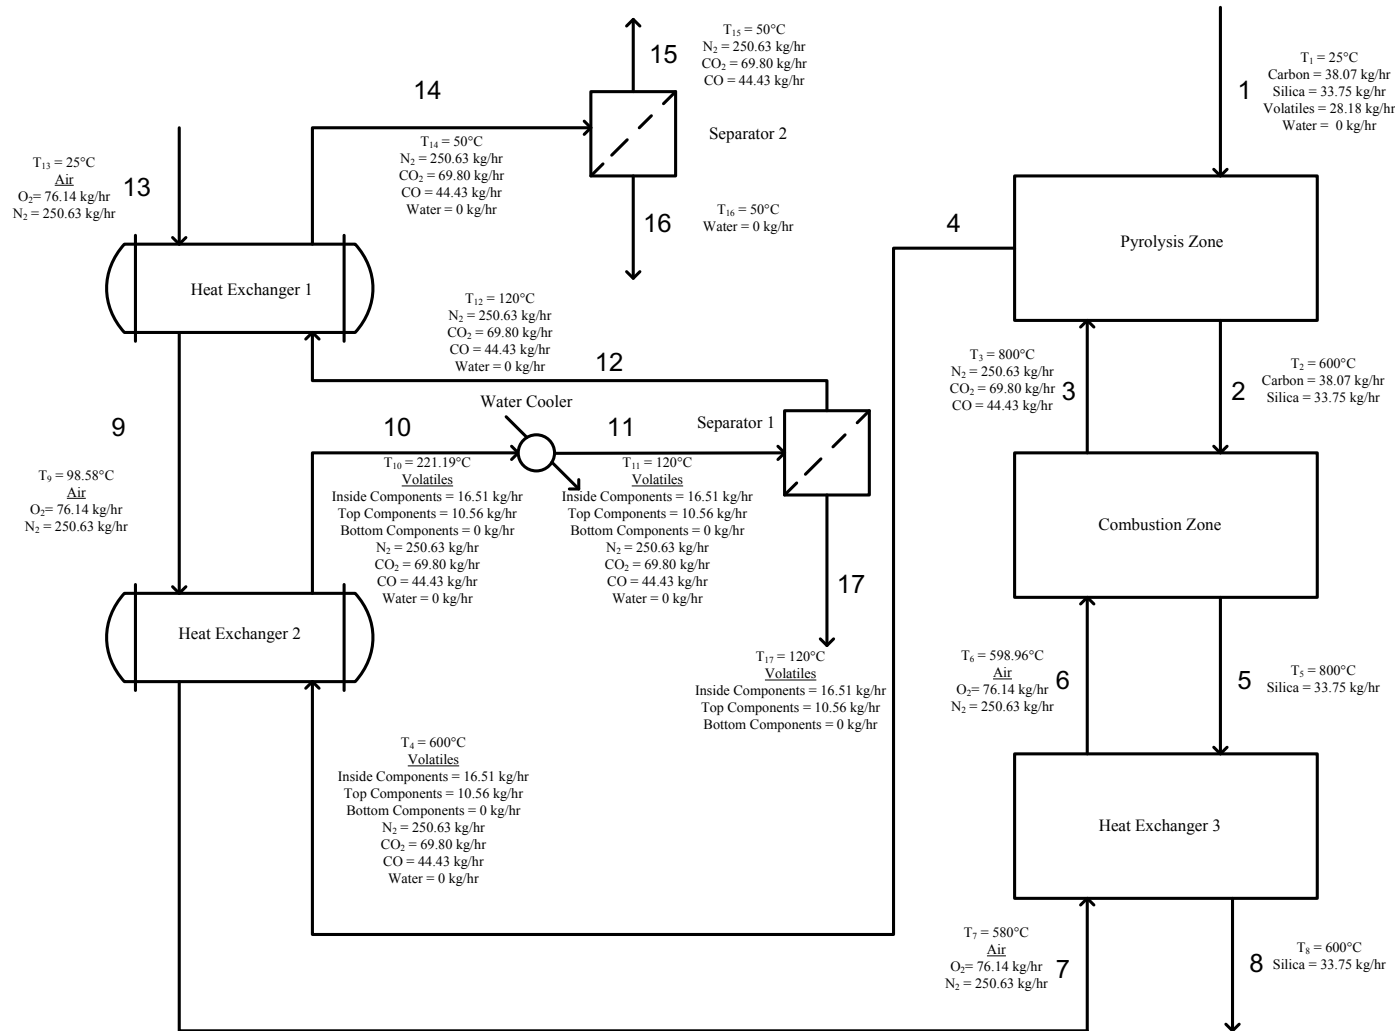 T₁₅ = 50°C
N₂ = 250.63 kg/hr
CO₂ = 69.80 kg/hr
CO = 44.43 kg/hr
15
14
T₁₄ = 50°C
N₂ = 250.63 kg/hr
CO₂ = 69.80 kg/hr
CO = 44.43 kg/hr
Water = 0 kg/hr
Separator 2
T₁₆ = 50°C
Water = 0 kg/hr
16
T₁₃ = 25°C
Air
O₂= 76.14 kg/hr
N₂ = 250.63 kg/hr
13
Heat Exchanger 1
T₁₂ = 120°C
N₂ = 250.63 kg/hr
CO₂ = 69.80 kg/hr
CO = 44.43 kg/hr
Water = 0 kg/hr
12
9
T₉ = 98.58°C
Air
O₂= 76.14 kg/hr
N₂ = 250.63 kg/hr
10
Water Cooler
11
Separator 1
T₁₀ = 221.19°C
Volatiles
Inside Components = 16.51 kg/hr
Top Components = 10.56 kg/hr
Bottom Components = 0 kg/hr
N₂ = 250.63 kg/hr
CO₂ = 69.80 kg/hr
CO = 44.43 kg/hr
Water = 0 kg/hr
T₁₁ = 120°C
Volatiles
Inside Components = 16.51 kg/hr
Top Components = 10.56 kg/hr
Bottom Components = 0 kg/hr
N₂ = 250.63 kg/hr
CO₂ = 69.80 kg/hr
CO = 44.43 kg/hr
Water = 0 kg/hr
17
T₁₇ = 120°C
Volatiles
Inside Components = 16.51 kg/hr
Top Components = 10.56 kg/hr
Bottom Components = 0 kg/hr
Heat Exchanger 2
T₄ = 600°C
Volatiles
Inside Components = 16.51 kg/hr
Top Components = 10.56 kg/hr
Bottom Components = 0 kg/hr
N₂ = 250.63 kg/hr
CO₂ = 69.80 kg/hr
CO = 44.43 kg/hr
Water = 0 kg/hr
1
T₁ = 25°C
Carbon = 38.07 kg/hr
Silica = 33.75 kg/hr
Volatiles = 28.18 kg/hr
Water = 0 kg/hr
4
Pyrolysis Zone
T₃ = 800°C
N₂ = 250.63 kg/hr
CO₂ = 69.80 kg/hr
CO = 44.43 kg/hr
3
2
T₂ = 600°C
Carbon = 38.07 kg/hr
Silica = 33.75 kg/hr
Combustion Zone
T₆ = 598.96°C
Air
O₂= 76.14 kg/hr
N₂ = 250.63 kg/hr
6
5
T₅ = 800°C
Silica = 33.75 kg/hr
Heat Exchanger 3
T₇ = 580°C
Air
O₂= 76.14 kg/hr
N₂ = 250.63 kg/hr
7
8
T₈ = 600°C
Silica = 33.75 kg/hr